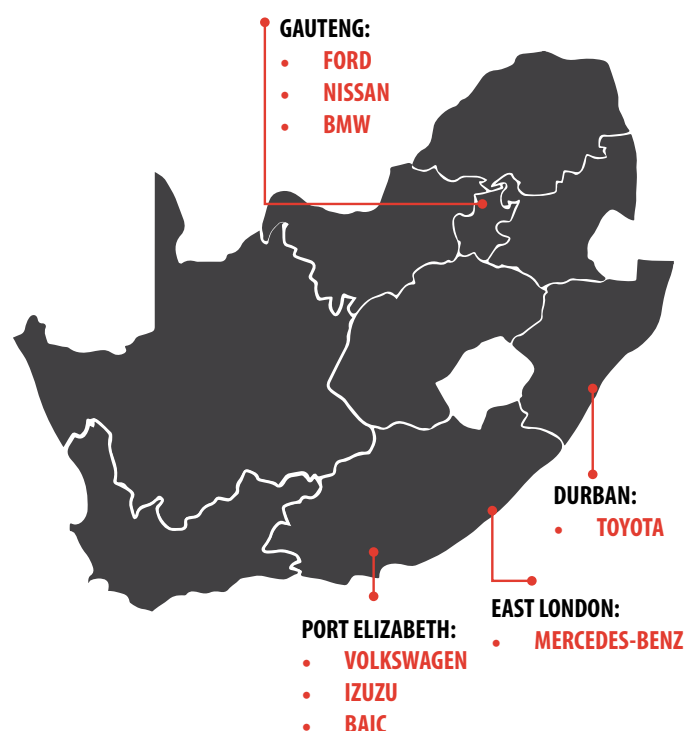 GAUTENG:
• FORD
• NISSAN
• BMW
DURBAN:
• TOYOTA
EAST LONDON:
• MERCEDES-BENZ
PORT ELIZABETH:
• VOLKSWAGEN
• IZUZU
• BAIC